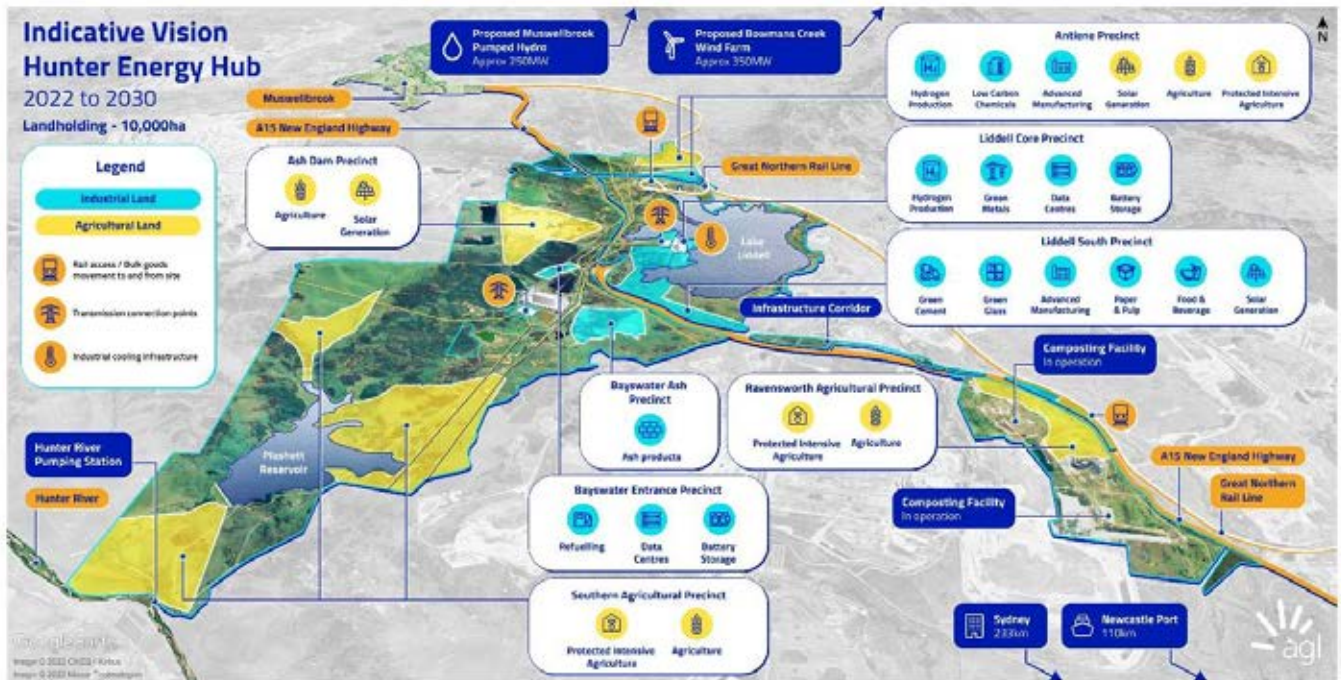 Indicative Vision
Hunter Energy Hub
2022 to 2030
Landholding - 10,000ha
Legend
Industrial Land
Agricultural Land
Rail access / Bulk goods
movement to and from site
Transmission connection points
Industrial cooling infrastructure
Proposed Muswellbrook
Pumped Hydro
Approx 250MW
Proposed Bowmans Creek
Wind Farm
Approx 350MW
N
Muswellbrook
A15 New England Highway
Ash Dam Precinct
Agriculture
Solar
Generation
Great Northern Rail Line
Antiene Precinct
Hydrogen
Production
Low Carbon
Chemicals
Advanced
Manufacturing
Solar
Generation
Agriculture
Protected Intensive
Agriculture
Liddell Core Precinct
Hydrogen
Production
Green
Metals
Data
Centres
Battery
Storage
Liddell South Precinct
Green
Cement
Green
Glass
Advanced
Manufacturing
Paper
& Pulp
Food &
Beverage
Solar
Generation
Lake
Liddell
Infrastructure Corridor
Composting Facility
In operation
Bayswater Ash
Precinct
Ash products
Ravensworth Agricultural Precinct
Protected Intensive
Agriculture
Agriculture
Plashett
Reservoir
Hunter River
Pumping Station
Hunter River
A15 New England Highway
Great Northern
Rail Line
Composting Facility
In operation
Bayswater Entrance Precinct
Refuelling
Data
Centres
Battery
Storage
Southern Agricultural Precinct
Protected Intensive
Agriculture
Agriculture
Sydney
233km
Newcastle Port
110km
agl
Google Earth